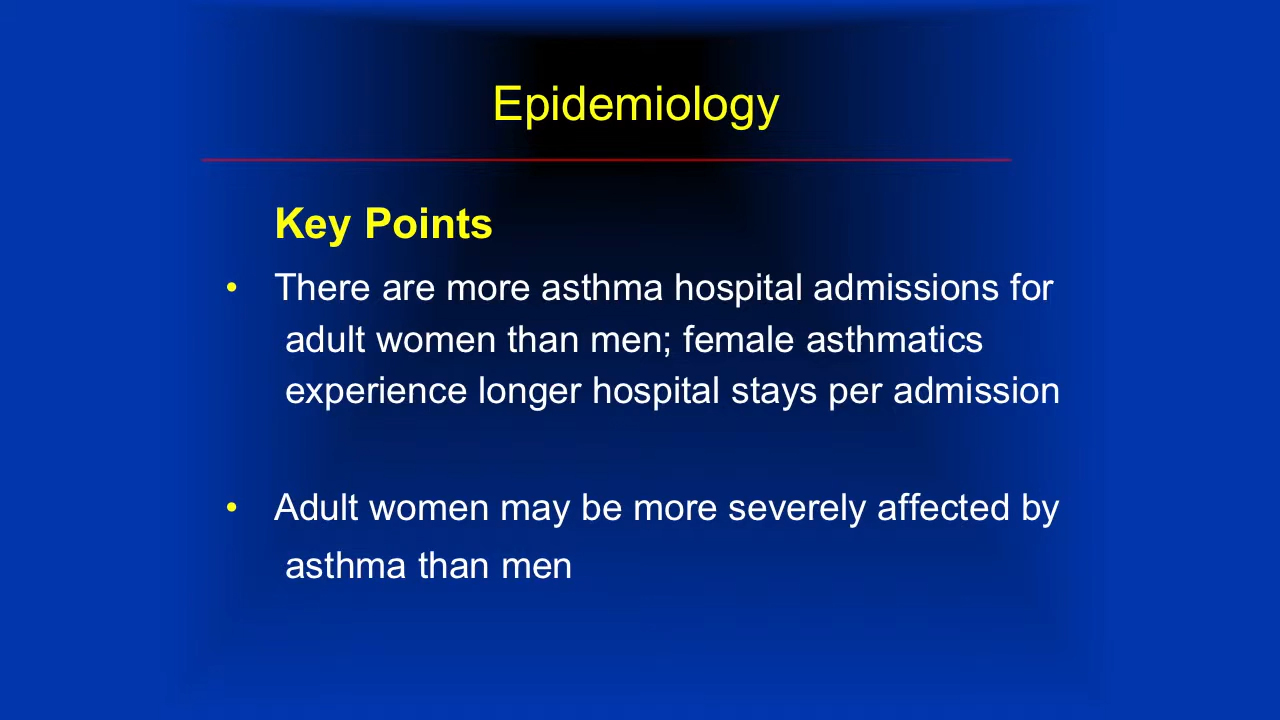 Epidemiology
Key Points
• There are more asthma hospital admissions for
adult women than men; female asthmatics
experience longer hospital stays per admission
• Adult women may be more severely affected by
asthma than men